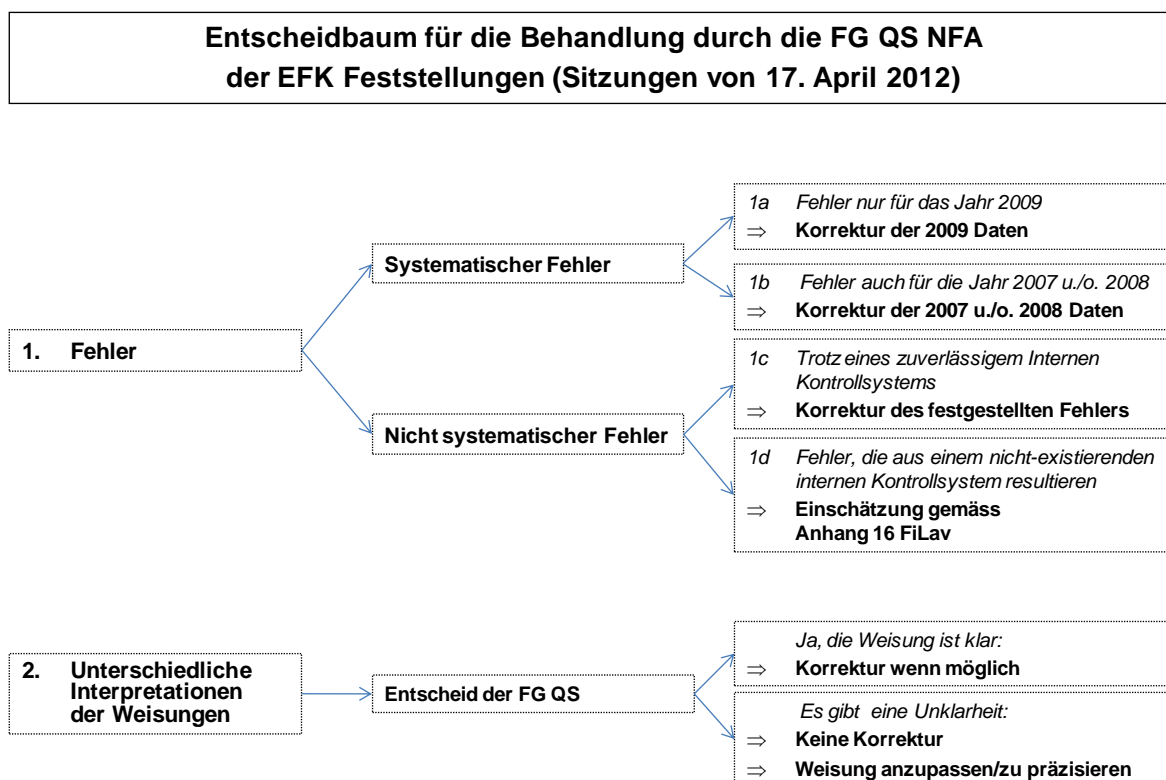 Entscheidbaum für die Behandlung durch die FG QS NFA
der EFK Feststellungen (Sitzungen von 17. April 2012)
1a Fehler nur für das Jahr 2009
⇒ Korrektur der 2009 Daten
Systematischer Fehler
1b Fehler auch für die Jahr 2007 u./o. 2008
⇒ Korrektur der 2007 u./o. 2008 Daten
1. Fehler
1c Trotz eines zuverlässigem Internen
Kontrollsystems
⇒ Korrektur des festgestellten Fehlers
Nicht systematischer Fehler
1d Fehler, die aus einem nicht-existierenden
internen Kontrollsystem resultieren
⇒ Einschätzung gemäss
Anhang 16 FiLav
2. Unterschiedliche
Interpretationen
der Weisungen
Entscheid der FG QS
Ja, die Weisung ist klar:
⇒ Korrektur wenn möglich
Es gibt eine Unklarheit:
⇒ Keine Korrektur
⇒ Weisung anzupassen/zu präzisieren